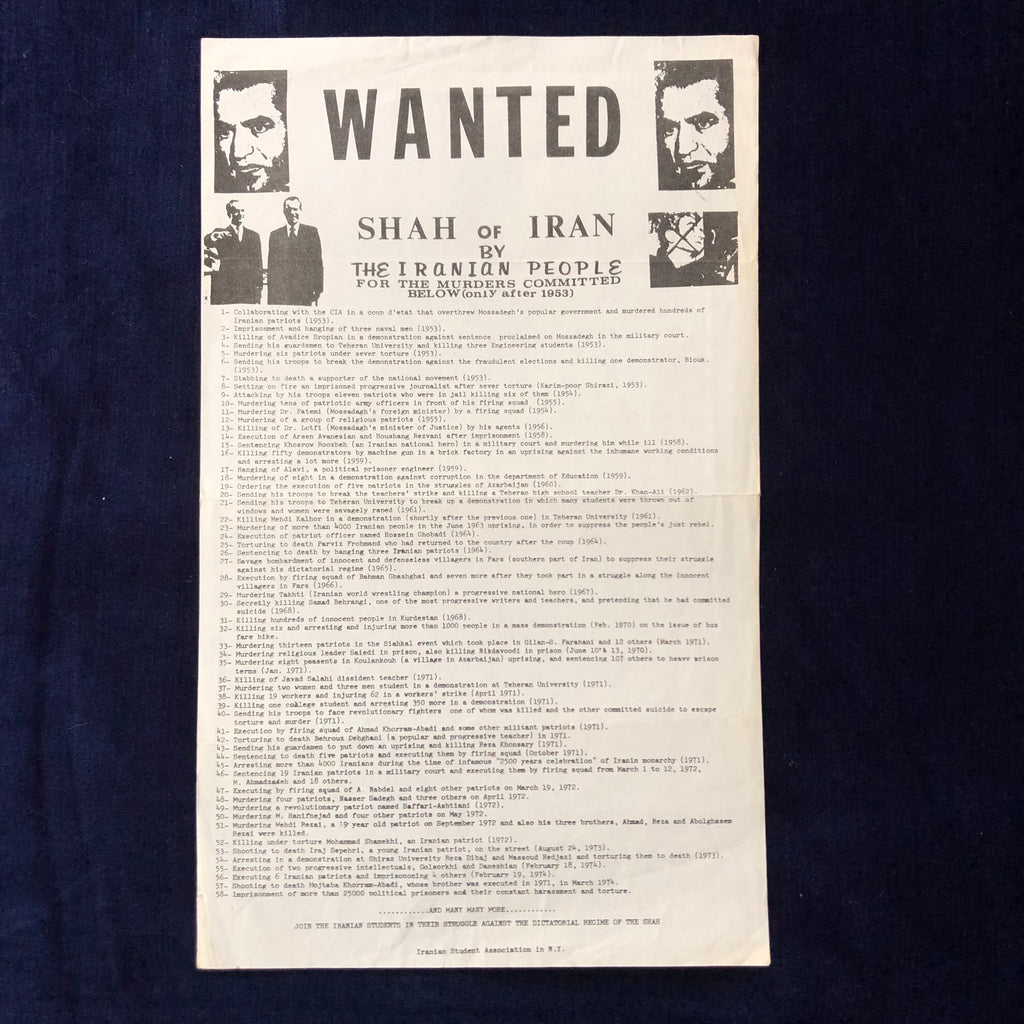 WANTED
SHAH OF IRAN
BY
THE IRANIAN PEOPLE
FOR THE MURDERS COMMITTED
BELOW(only after 1953)
1- Collaborating with the CIA in a coup d'etat that overthrew Mossadegh's popular government and murdered hundreds of
Iranian patriots (1953).
2- Imprisonment and hanging of three naval men (1953).
3- Killing of Avadice Sropian in a demonstration against sentence proclaimed on Mossadegh in the military court.
4- Sending his guardsmen to Teheran University and killing three Engineering students (1953).
5- Murdering six patriots under sever torture (1953).
6- Sending his troops to break the demonstration against the fraudulent elections and killing one demonstrator, Biouk.
(1953).
7- Stabbing to death a supporter of the national movement (1953).
8- Setting on fire an imprisoned progressive journalist after sever torture (Karim-poor Shirazi, 1953).
9- Attacking by his troops eleven patriots who were in jail killing six of them (1954).
10- Murdering tens of patriotic army officers in front of his firing squad (1955).
11- Murdering Dr. Fatemi (Mossadagh's foreign minister) by a firing squad (1954).
12- Murdering of a group of religious patriots (1955).
13- Killing of Dr. Lotfi (Mossadagh's minister of Justice) by his agents (1956).
14- Execution of Arsen Avanesian and Houshang Rezvani after imprisonment (1958).
15- Sentencing Khosrow Roozbeh (an Iranian national hero) in a military court and murdering him while ill (1958).
16- Killing fifty demonstrators by machine gun in a brick factory in an uprising against the inhumane working conditions
and arresting a lot more (1959).
17- Hanging of Alavi, a political prisoner engineer (1959).
18- Murdering of eight in a demonstration against corruption in the department of Education (1959).
19- Ordering the execution of five patriots in the struggles of Azarbaijan (1960).
20- Sending his troops to break the teachers' strike and killing a Teheran high school teacher Dr. Khan-Ali (1962).
21- Sending his troops to Teheran University to break up a demonstration in which many students were thrown out of
windows and women were savagely raped (1961).
22- Killing Mehdi Kalhor in a demonstration (shortly after the previous one) in Teheran University (1961).
23- Murdering of more than 4000 Iranian people in the June 1963 uprising, in order to suppress the people's just rebel.
24- Execution of patriot officer named Hossein Ghobadi (1964).
25- Torturing to death Parviz Frohmand who had returned to the country after the coup (1964).
26- Sentencing to death by hanging three Iranian patriots (1964).
27- Savage bombardment of innocent and defenseless villagers in Fars (southern part of Iran) to suppress their struggle
against his dictatorial regime (1965).
28- Execution by firing squad of Bahman Ghashghai and seven more after they took part in a struggle along the innocent
villagers in Fars (1966).
29- Murdering Takhti (Iranian world wrestling champion) a progressive national hero (1967).
30- Secretly killing Samad Behrangi, one of the most progressive writers and teachers, and pretending that he had committed
suicide (1968).
31- Killing hundreds of innocent people in Kurdestan (1968).
32- Killing six and arresting and injuring more than 1000 people in a mass demonstration (Feb. 1970) on the issue of bus
fare hike.
33- Murdering thirteen patriots in the Siahkal event which took place in Gilan-S. Farahani and 12 others (March 1971).
34- Murdering religious leader Saiedi in prison, also killing Nikdavoodi in prison (June 10 & 13, 1970).
35- Murdering eight peasents in Koulankouh (a village in Azarbaijan) uprising, and sentencing 107 others to heavy prison
terms (Jan. 1971).
36- Killing of Javad Salahi dissident teacher (1971).
37- Murdering two women and three men student in a demonstration at Teheran University (1971).
38- Killing 19 workers and injuring 62 in a workers' strike (April 1971).
39- Killing one college student and arresting 350 more in a demonstration (1971).
40- Sending his troops to face revolutionary fighters one of whom was killed and the other committed suicide to escape
torture and murder (1971).
41- Execution by firing squad of Ahmad Khorram-Abadi and some other militant patriots (1971).
42- Torturing to death Behrouz Dehghani (a popular and progressive teacher) in 1971.
43- Sending his guardsmen to put down an uprising and killing Reza Khonsary (1971).
44- Sentencing to death five patriots and executing them by firing squad (October 1971).
45- Arresting more than 4000 Iranians during the time of infamous "2500 years celebration" of Iranin monarchy (1971).
46- Sentencing 19 Iranian patriots in a military court and executing them by firing squad from March 1 to 12, 1972,
M. Ahmadzadeh and 18 others.
47- Executing by firing squad of A. Nabdel and eight other patriots on March 19, 1972.
48- Murdering four patriots, Nasser Sadegh and three others on April 1972.
49- Murdering a revolutionary patriot named Saffari-Ashtiani (1972).
50- Murdering M. Hanifnejad and four other patriots on May 1972.
51- Murdering Mehdi Rezai, a 19 year old patriot on September 1972 and also his three brothers, Ahmad, Reza and Abolghasem
Rezai were killed.
52- Killing under torture Mohammad Shamekhi, an Iranian patriot (1972).
53- Shooting to death Iraj Sepehri, a young Iranian patriot, on the street (August 24, 1973).
54- Arresting in a demonstration at Shiraz University Reza Dibaj and Massoud Hedjazi and torturing them to death (1973).
55- Execution of two progressive intellectuals, Golsorkhi and Daneshian (February 18, 1974).
56- Executing 6 Iranian patriots and imprisononing 4 others (February 19, 1974).
57- Shooting to death Mojtaba Khorram-Abadi, whose brother was executed in 1971, in March 1974.
58- Imprisonment of more than 25000 political prisoners and their constant harassment and torture.
............AND MANY MANY MORE............
JOIN THE IRANIAN STUDENTS IN THEIR STRUGGLE AGAINST THE DICTATORIAL REGIME OF THE SHAH
Iranian Student Association in N.Y.